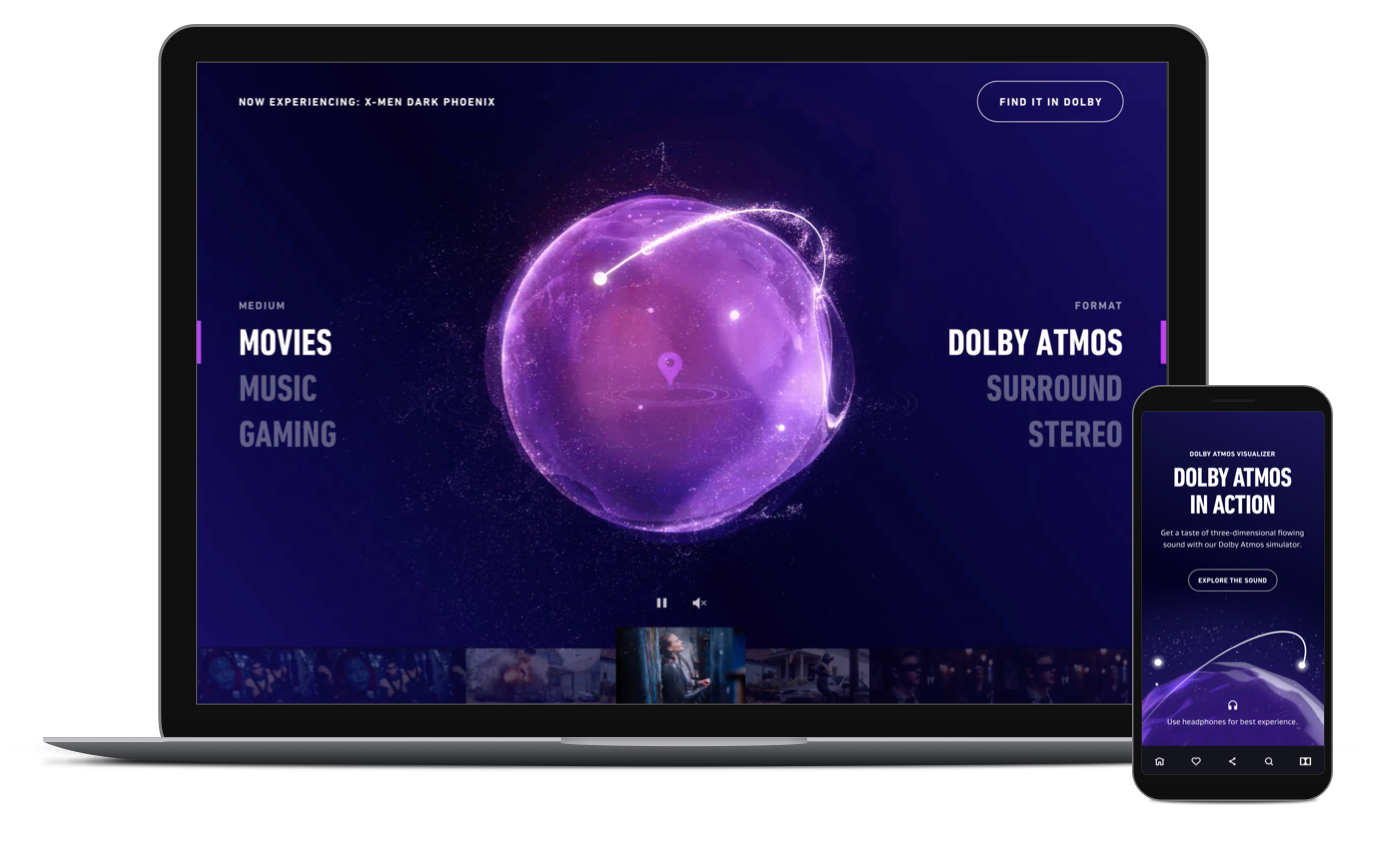 NOW EXPERIENCING: X-MEN DARK PHOENIX
FIND IT IN DOLBY
MEDIUM
MOVIES
MUSIC
GAMING
FORMAT
DOLBY ATMOS
SURROUND
STEREO
DOLBY ATMOS VISUALIZER
DOLBY ATMOS
IN ACTION
Get a taste of three-dimensional flowing
sound with our Dolby Atmos simulator.
EXPLORE THE SOUND
Use headphones for best experience.